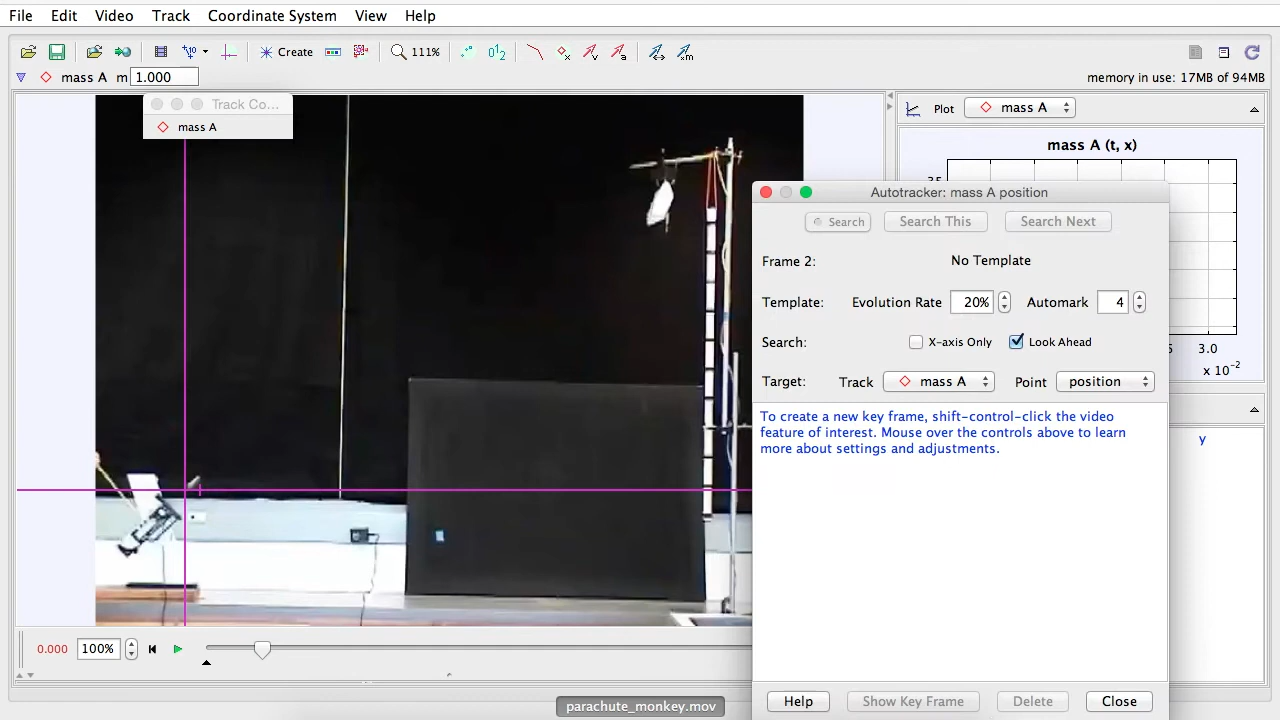 File Edit Video Track Coordinate System View Help
Create 111%
mass A m 1.000 memory in use: 17MB of 94MB
Track Co...
mass A
Plot mass A
mass A (t, x)
Autotracker: mass A position
Search Search This Search Next
Frame 2: No Template
Template: Evolution Rate 20% Automark 4
Search: X-axis Only Look Ahead
3.0
x 10⁻²
Target: Track mass A Point position
To create a new key frame, shift-control-click the video
feature of interest. Mouse over the controls above to learn
more about settings and adjustments.
y
0.000 100%
Help Show Key Frame Delete Close
parachute_monkey.mov